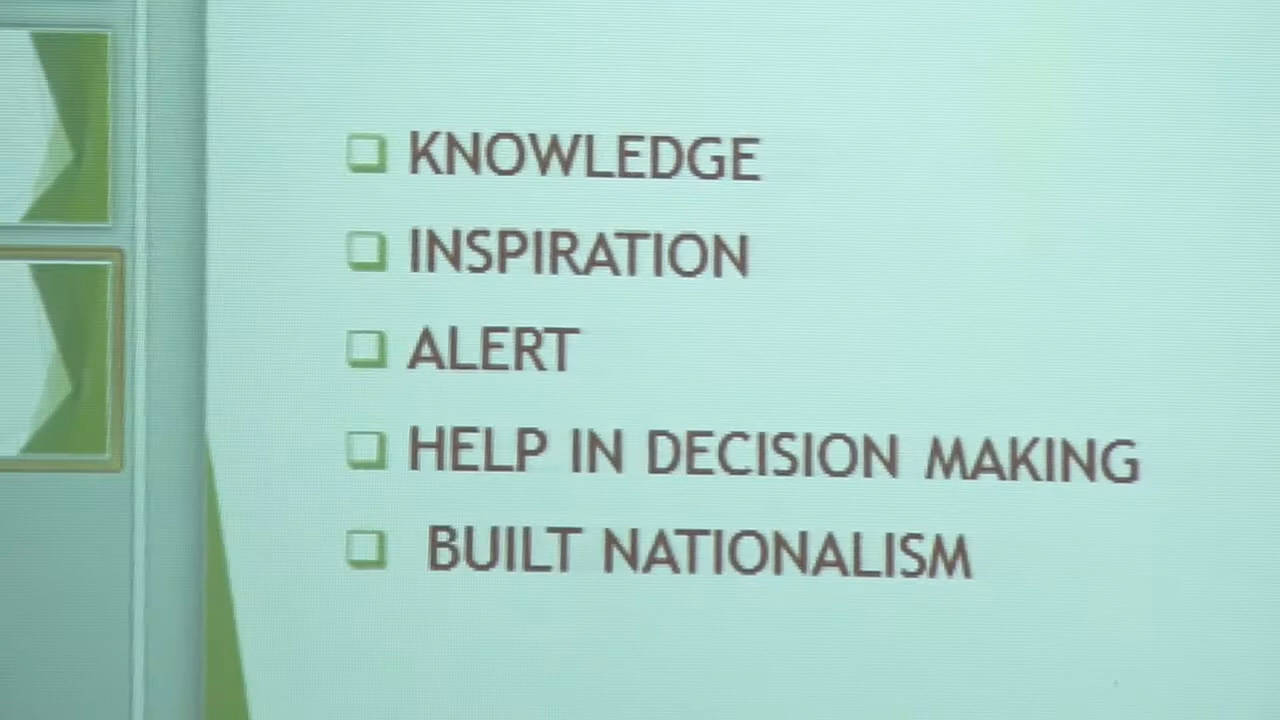 KNOWLEDGE
INSPIRATION
ALERT
HELP IN DECISION MAKING
BUILT NATIONALISM